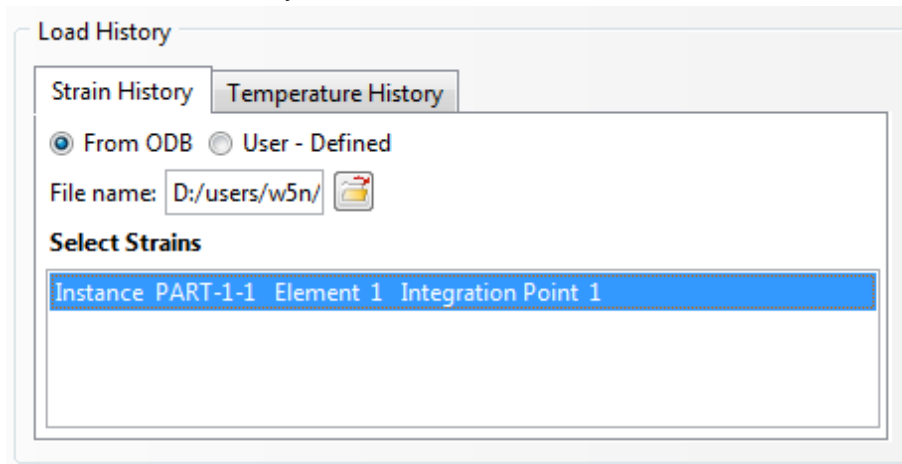 Load History
Strain History Temperature History
From ODB User - Defined
File name: D:/users/w5n/
Select Strains
Instance PART-1-1 Element 1 Integration Point 1